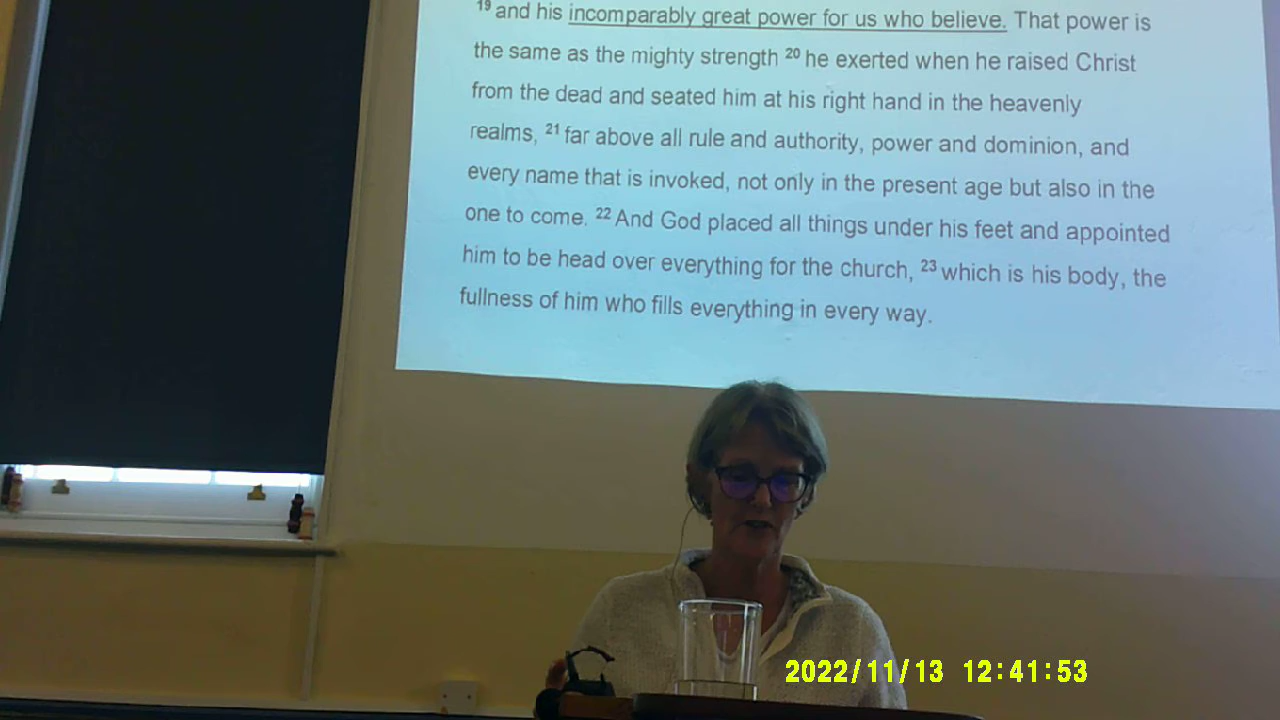 19 and his incomparably great power for us who believe. That power is
the same as the mighty strength 20 he exerted when he raised Christ
from the dead and seated him at his right hand in the heavenly
realms, 21 far above all rule and authority, power and dominion, and
every name that is invoked, not only in the present age but also in the
one to come. 22 And God placed all things under his feet and appointed
him to be head over everything for the church, 23 which is his body, the
fullness of him who fills everything in every way.
2022/11/13 12:41:53